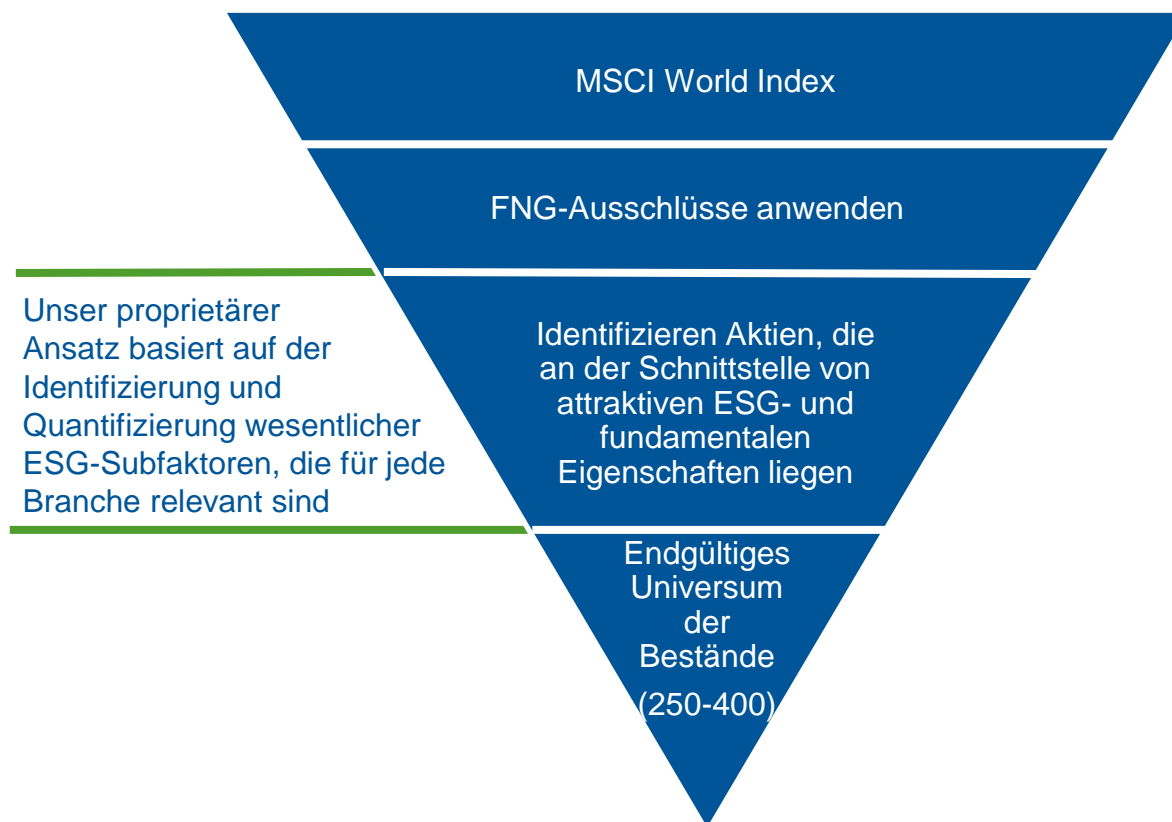 MSCI World Index
FNG-Ausschlüsse anwenden
Unser proprietärer
Ansatz basiert auf der
Identifizierung und
Quantifizierung wesentlicher
ESG-Subfaktoren, die für jede
Branche relevant sind
Identifizieren Aktien, die
an der Schnittstelle von
attraktiven ESG- und
fundamentalen
Eigenschaften liegen
Endgültiges
Universum
der
Bestände
(250-400)